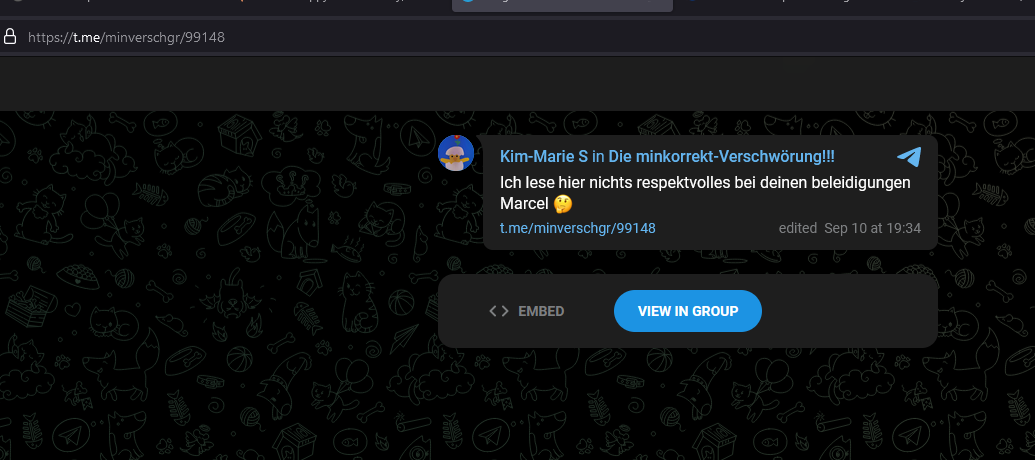 https://t.me/minverschgr/99148
Kim-Marie S in Die minkorrekt-Verschwörung!!!
Ich lese hier nichts respektvolles bei deinen beleidigungen
Marcel 🤔
t.me/minverschgr/99148 edited Sep 10 at 19:34
<> EMBED VIEW IN GROUP